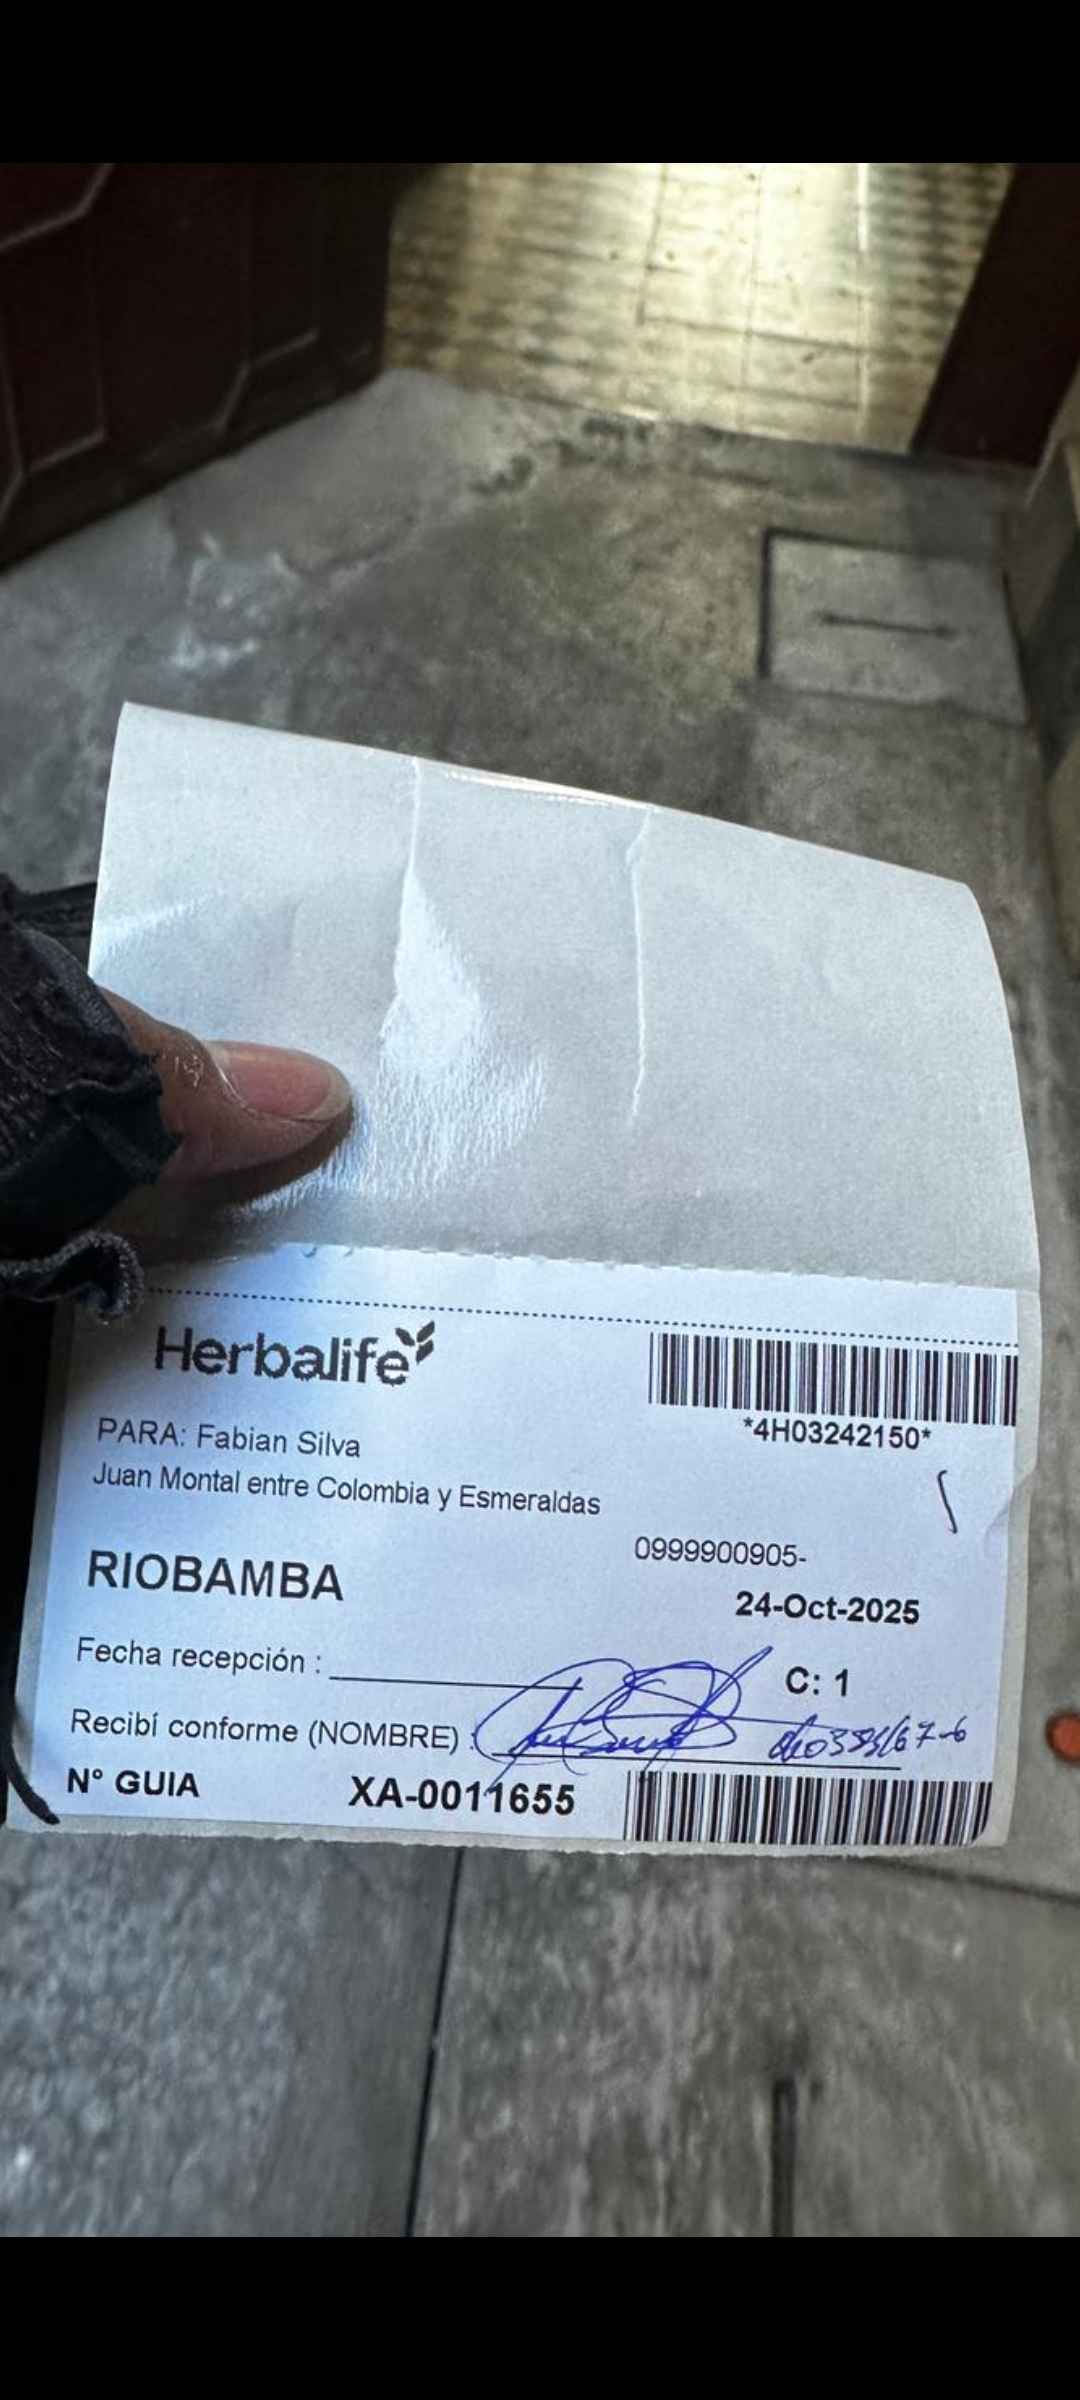 Herbalife
*4H03242150*
PARA: Fabian Silva
Juan Montal entre Colombia y Esmeraldas
0999900905-
RIOBAMBA
24-Oct-2025
Fecha recepción :
C: 1
Recibí conforme (NOMBRE) :
N° GUIA XA-0011655